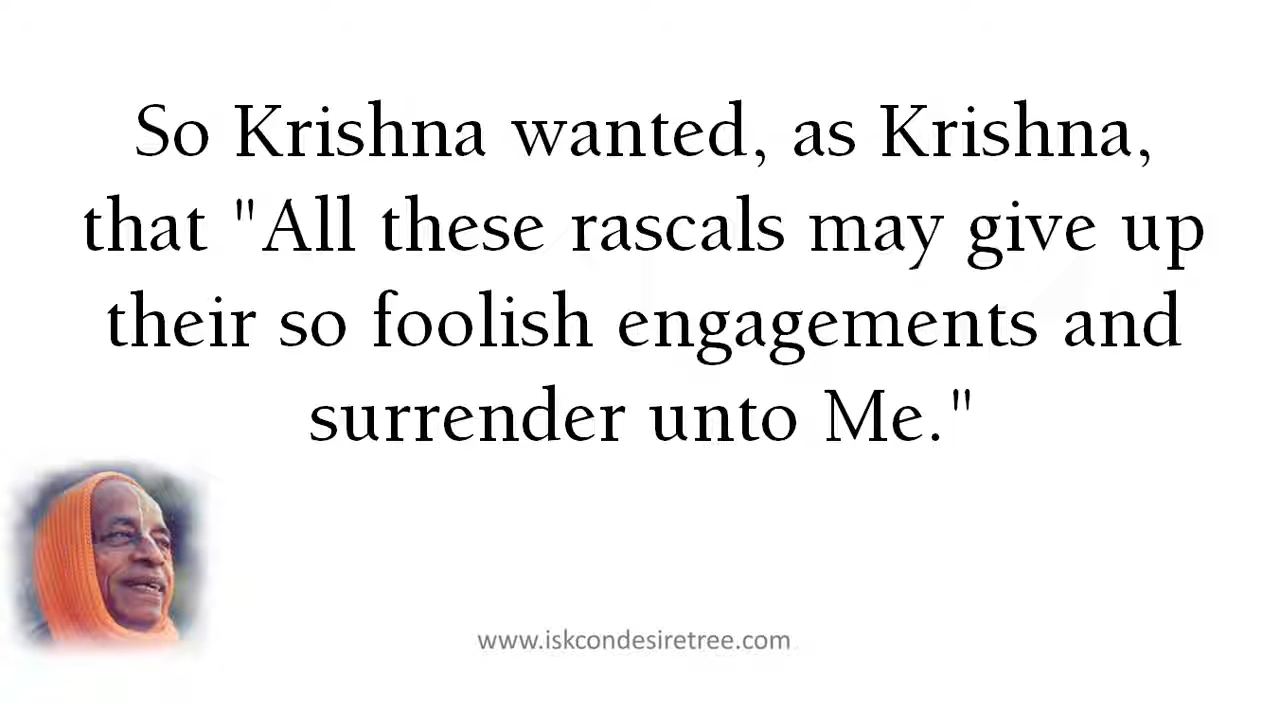 So Krishna wanted, as Krishna,
that "All these rascals may give up
their so foolish engagements and
surrender unto Me."
www.iskcondesiretree.com